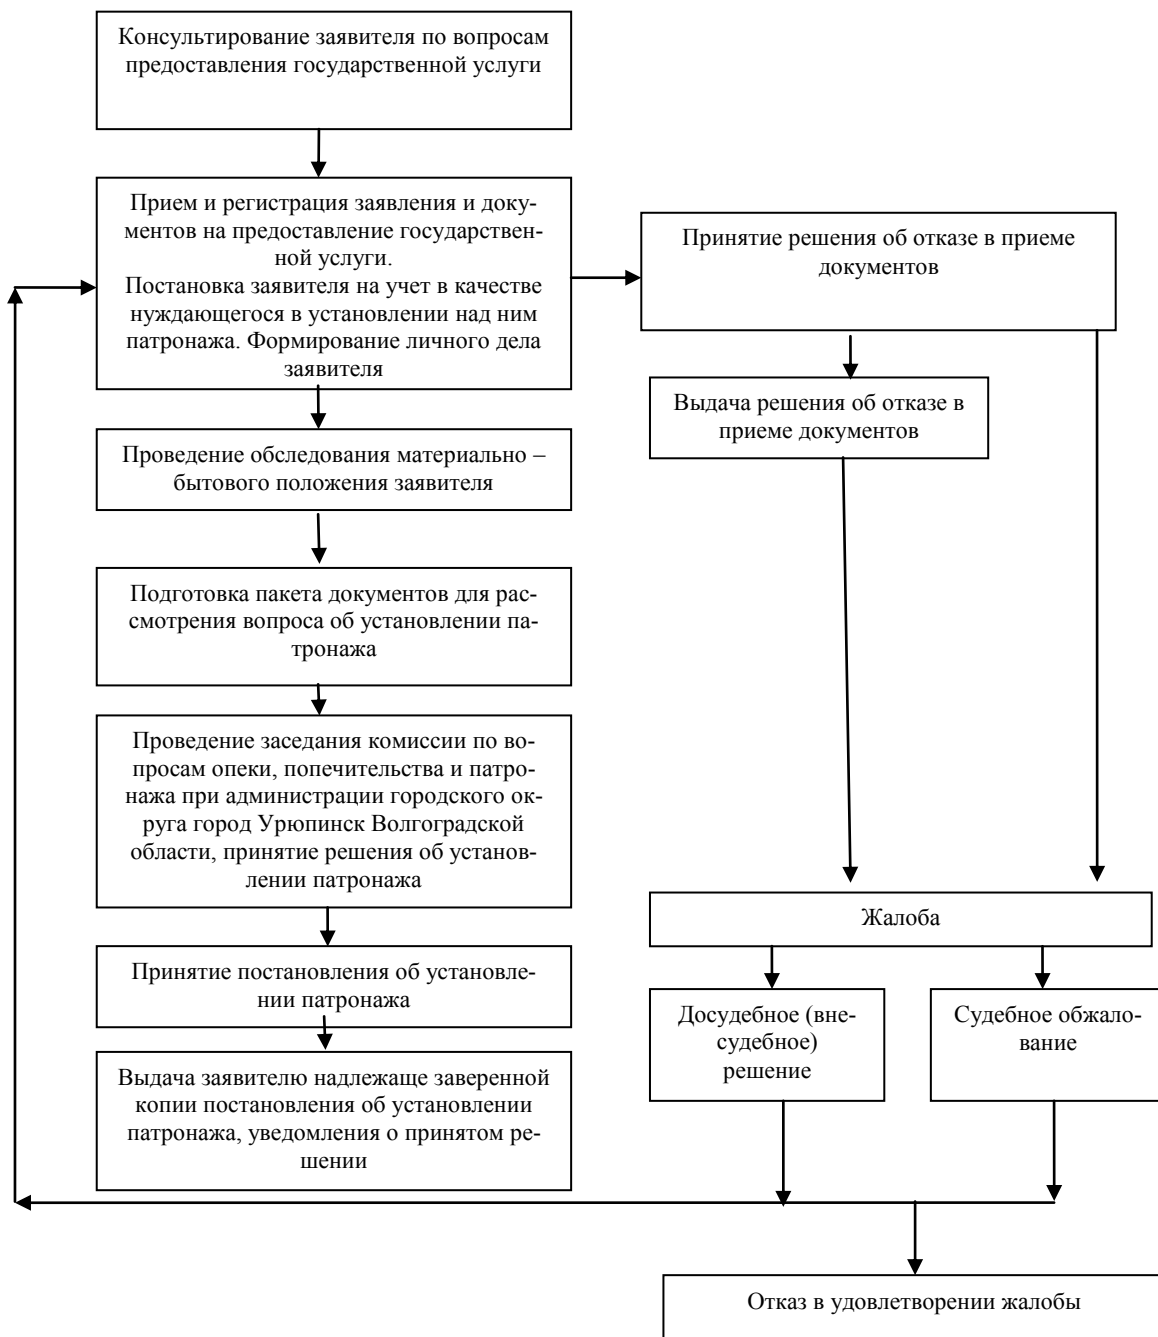 Консультирование заявителя по вопросам
предоставления государственной услуги
Прием и регистрация заявления и доку-
ментов на предоставление государствен-
ной услуги.
Постановка заявителя на учет в качестве
нуждающегося в установлении над ним
патронажа. Формирование личного дела
заявителя
Принятие решения об отказе в приеме
документов
Выдача решения об отказе в
приеме документов
Проведение обследования материально –
бытового положения заявителя
Подготовка пакета документов для рас-
смотрения вопроса об установлении па-
тронажа
Проведение заседания комиссии по во-
просам опеки, попечительства и патро-
нажа при администрации городского ок-
руга город Урюпинск Волгоградской
области, принятие решения об установ-
лении патронажа
Жалоба
Принятие постановления об установле-
нии патронажа
Досудебное (вне-
судебное)
решение
Судебное обжало-
вание
Выдача заявителю надлежаще заверенной
копии постановления об установлении
патронажа, уведомления о принятом ре-
шении
Отказ в удовлетворении жалобы